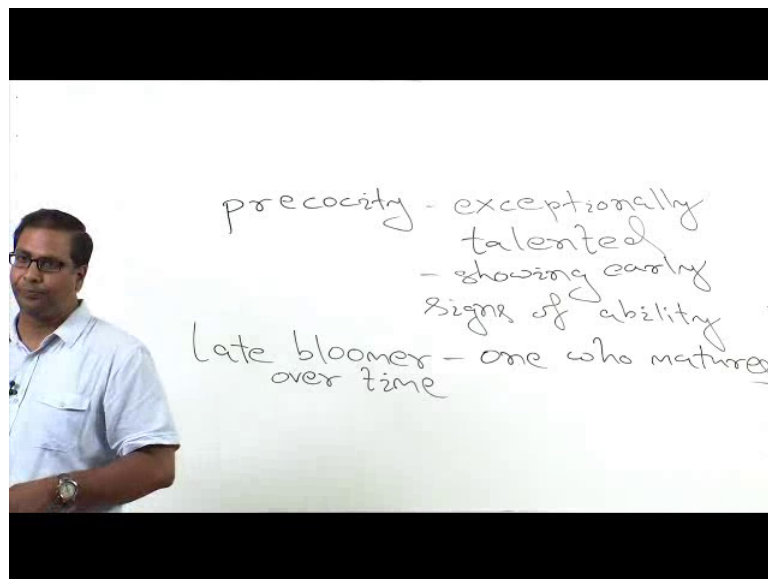 precocity - exceptionally
talented
- showing early
signs of ability
late bloomer - one who matures
over time